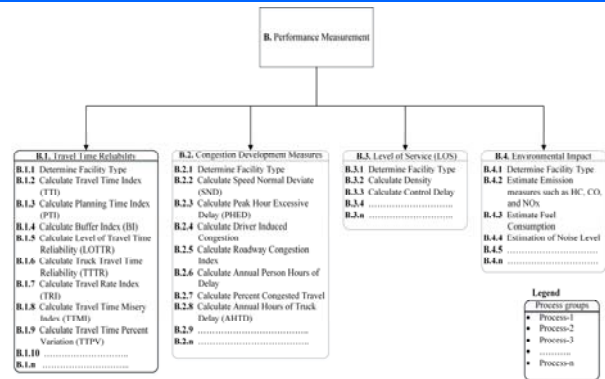 B. Performance Measurement
B.1. Travel Time Reliability
B.1.1 Determine Facility Type
B.1.2 Calculate Travel Time Index
(TTI)
B.1.3 Calculate Planning Time Index
(PTI)
B.1.4 Calculate Buffer Index (BI)
B.1.5 Calculate Level of Travel Time
Reliability (LOTTR)
B.1.6 Calculate Truck Travel Time
Reliability (TTTR)
B.1.7 Calculate Travel Rate Index
(TRI)
B.1.8 Calculate Travel Time Misery
Index (TTMI)
B.1.9 Calculate Travel Time Percent
Variation (TTPV)
B.1.10 ..............................
B.1.n ..............................
B.2. Congestion Development Measures
B.2.1 Determine Facility Type
B.2.2 Calculate Speed Normal Deviate
(SND)
B.2.3 Calculate Peak Hour Excessive
Delay (PHED)
B.2.4 Calculate Driver Induced
Congestion
B.2.5 Calculate Roadway Congestion
Index
B.2.6 Calculate Annual Person Hours of
Delay
B.2.7 Calculate Percent Congested Travel
B.2.8 Calculate Annual Hours of Truck
Delay (AHTD)
B.2.9 ..............................
B.2.n ..............................
B.3. Level of Service (LOS)
B.3.1 Determine Facility Type
B.3.2 Calculate Density
B.3.3 Calculate Control Delay
B.3.4 ..............................
B.3.n ..............................
B.4. Environmental Impact
B.4.1 Determine Facility Type
B.4.2 Estimate Emission
measures such as HC, CO,
and NOx
B.4.3 Estimate Fuel
Consumption
B.4.4 Estimation of Noise Level
B.4.5 ..............................
B.4.n ..............................
Legend
Process groups
• Process-1
• Process-2
• Process-3
• ...........
• Process-n